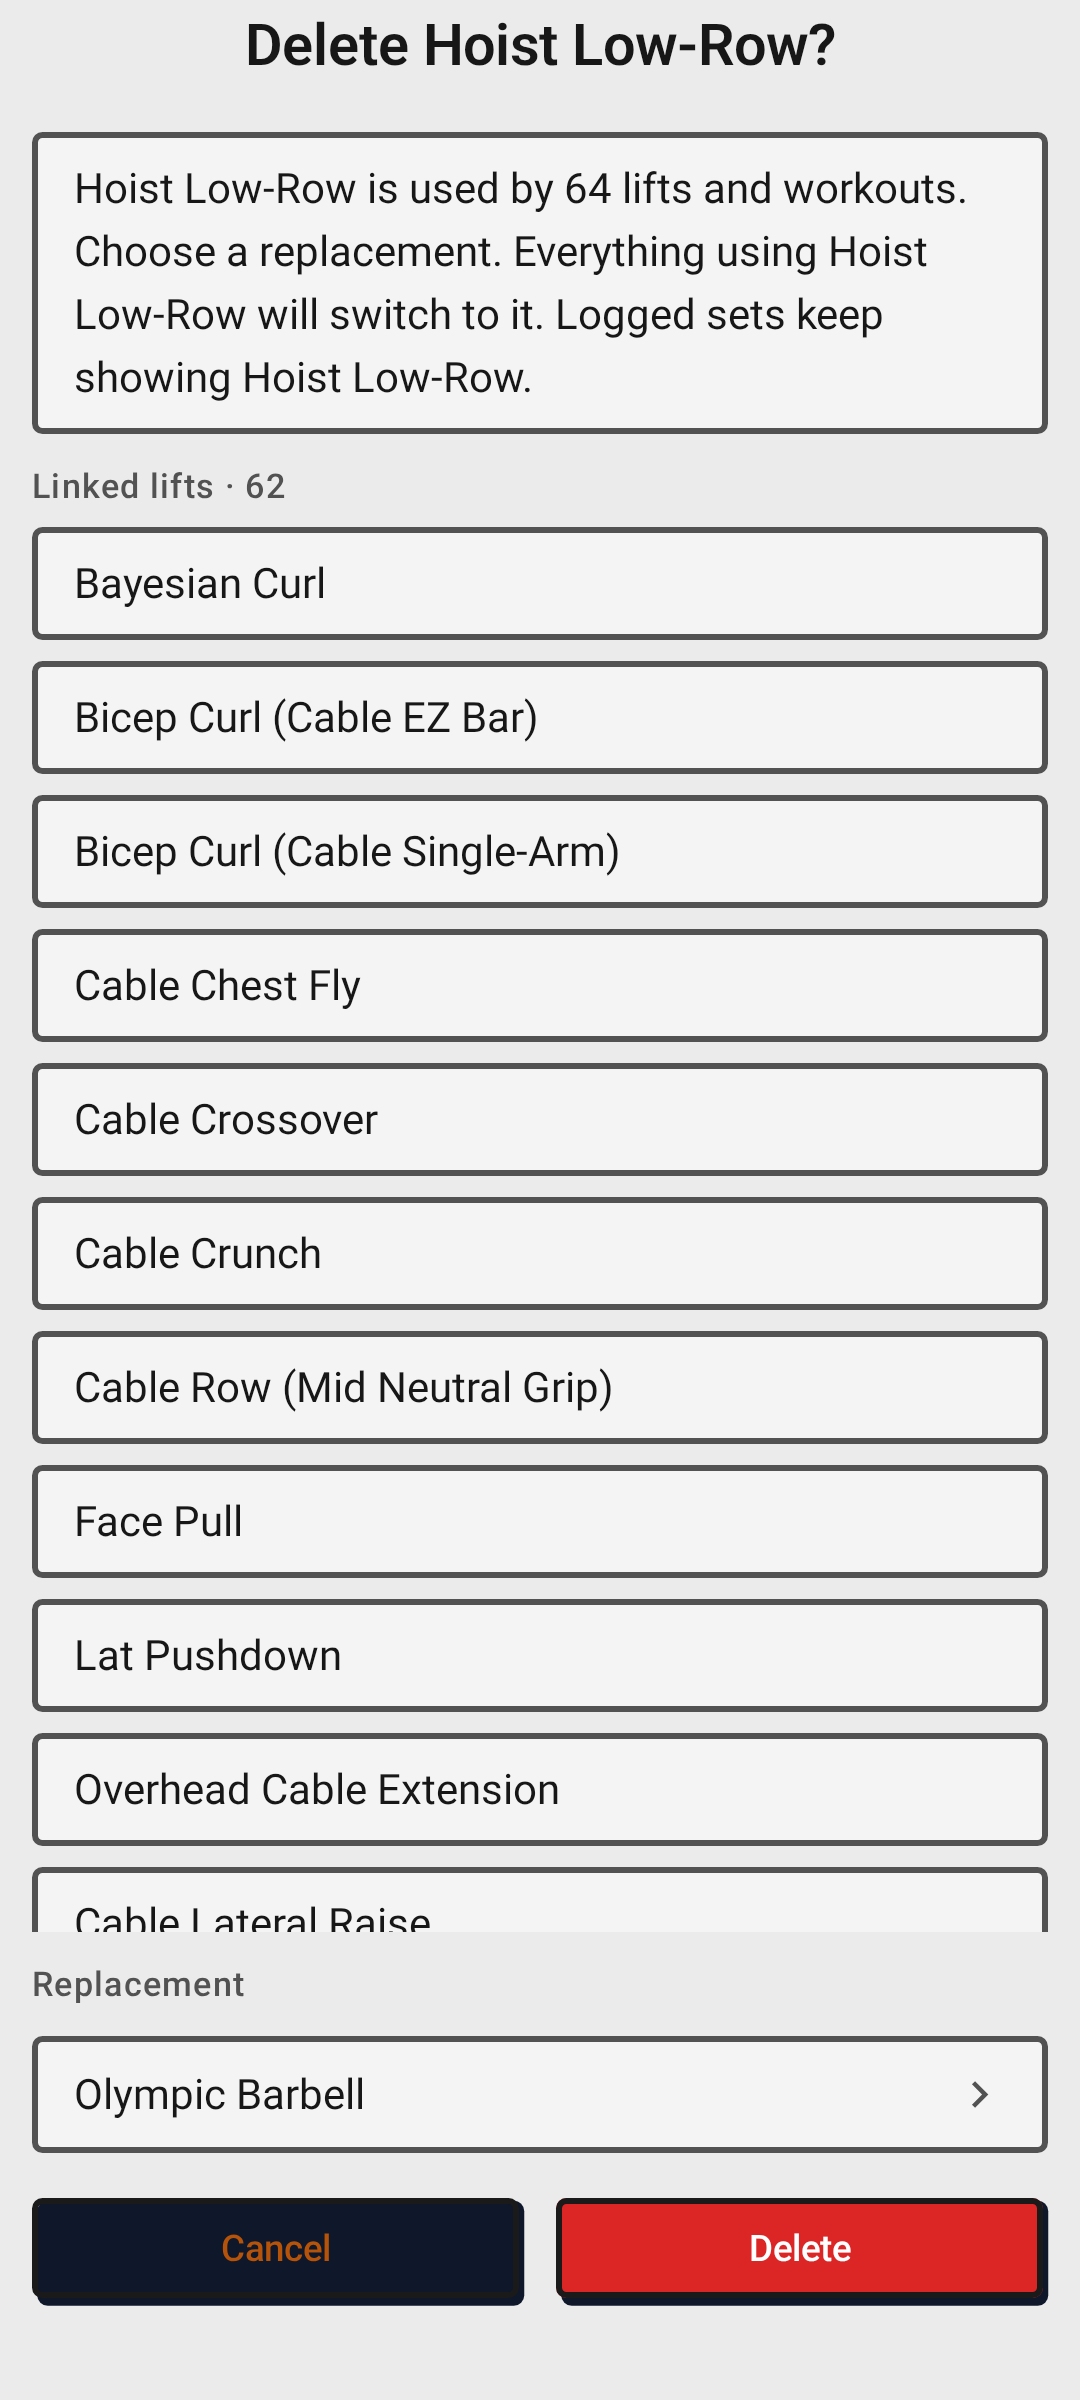 Delete Hoist Low-Row?
Hoist Low-Row is used by 64 lifts and workouts.
Choose a replacement. Everything using Hoist
Low-Row will switch to it. Logged sets keep
showing Hoist Low-Row.
Linked lifts · 62
Bayesian Curl
Bicep Curl (Cable EZ Bar)
Bicep Curl (Cable Single-Arm)
Cable Chest Fly
Cable Crossover
Cable Crunch
Cable Row (Mid Neutral Grip)
Face Pull
Lat Pushdown
Overhead Cable Extension
Cable Lateral Raise
Replacement
Olympic Barbell
Cancel
Delete